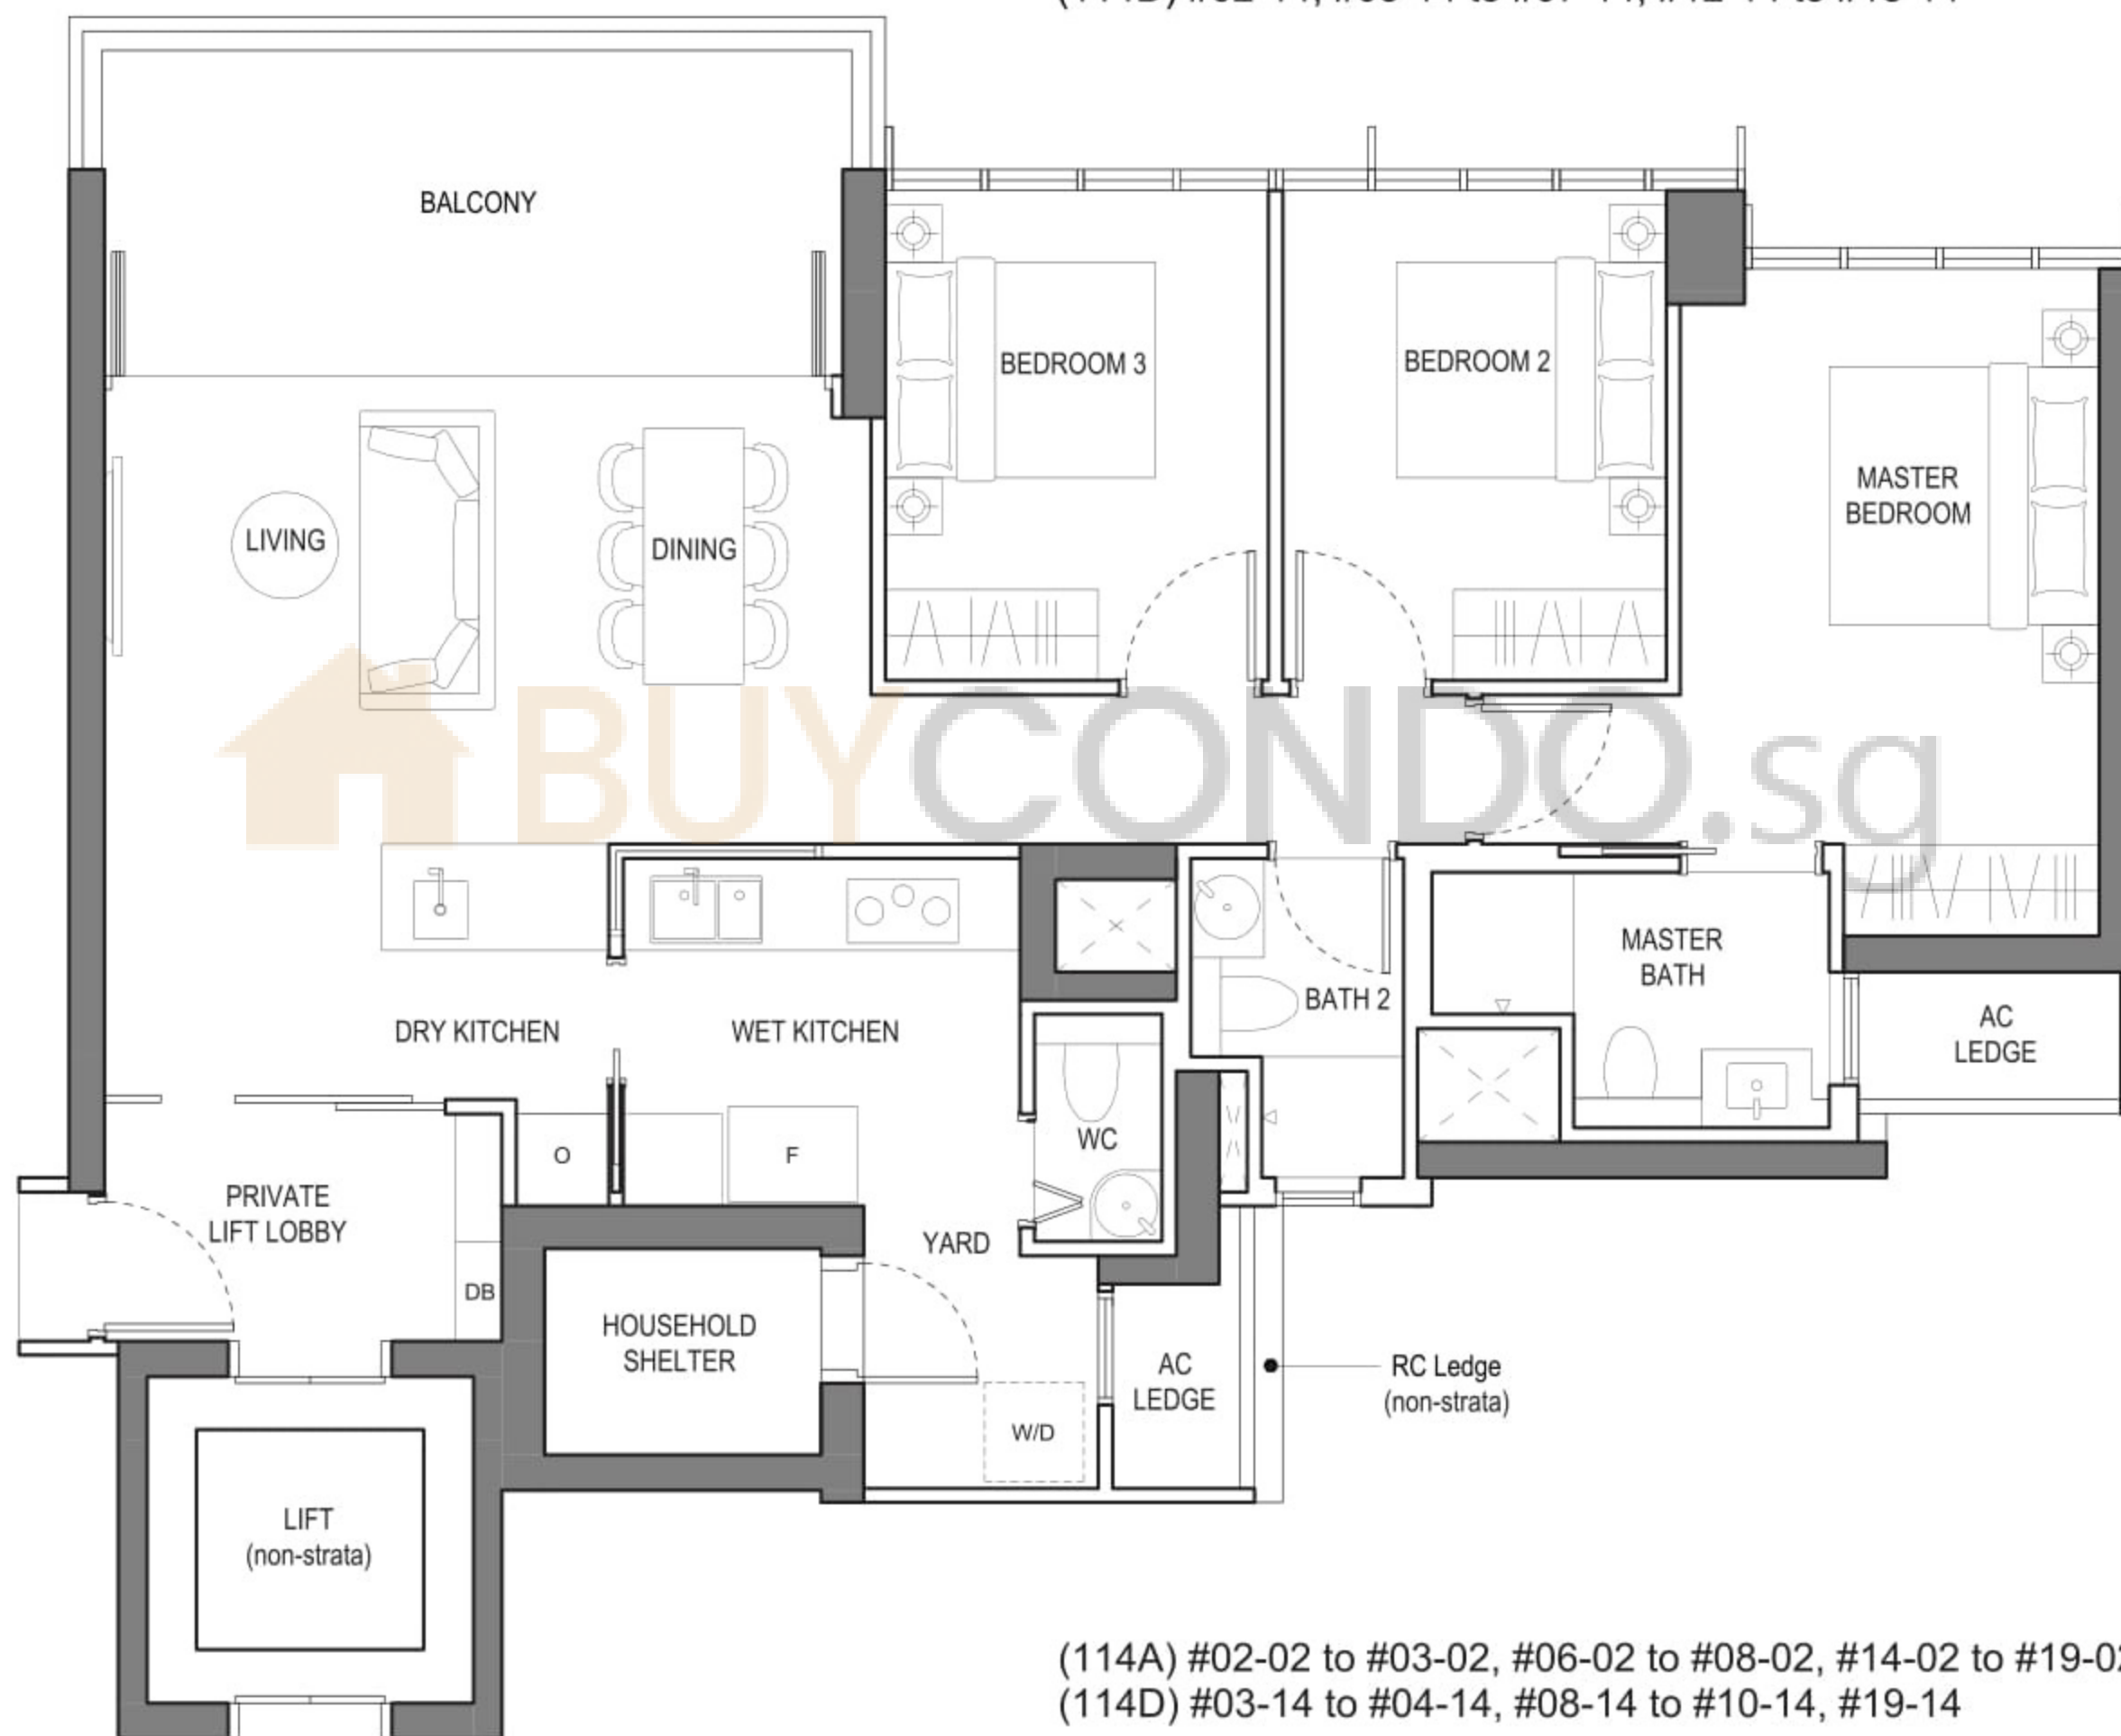 BALCONY
BEDROOM 3
BEDROOM 2
MASTER
BEDROOM
LIVING
DINING
BUYCONDO.sg
MASTER
BATH
BATH 2
DRY KITCHEN
WET KITCHEN
AC
LEDGE
WC
O
F
PRIVATE
LIFT LOBBY
YARD
DB
HOUSEHOLD
SHELTER
AC
LEDGE
RC Ledge
(non-strata)
W/D
LIFT
(non-strata)
(114A) #02-02 to #03-02, #06-02 to #08-02, #14-02 to
(114D) #03-14 to #04-14, #08-14 to #10-14, #19-14